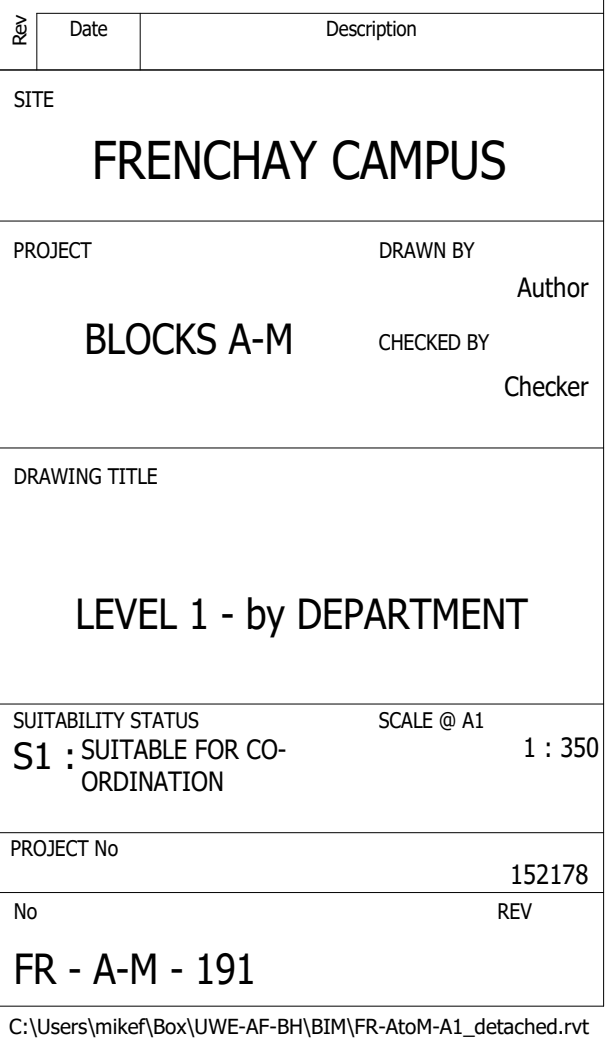 Rev Date Description
SITE
FRENCHAY CAMPUS
PROJECT
BLOCKS A-M
DRAWN BY
Author
CHECKED BY
Checker
DRAWING TITLE
LEVEL 1 - by DEPARTMENT
SUITABILITY STATUS
S1 : SUITABLE FOR CO-
ORDINATION
SCALE @ A1
1 : 350
PROJECT No
152178
No
FR - A-M - 191
REV
C:\Users\mikef\Box\UWE-AF-BH\BIM\FR-AtoM-A1_detached.rvt